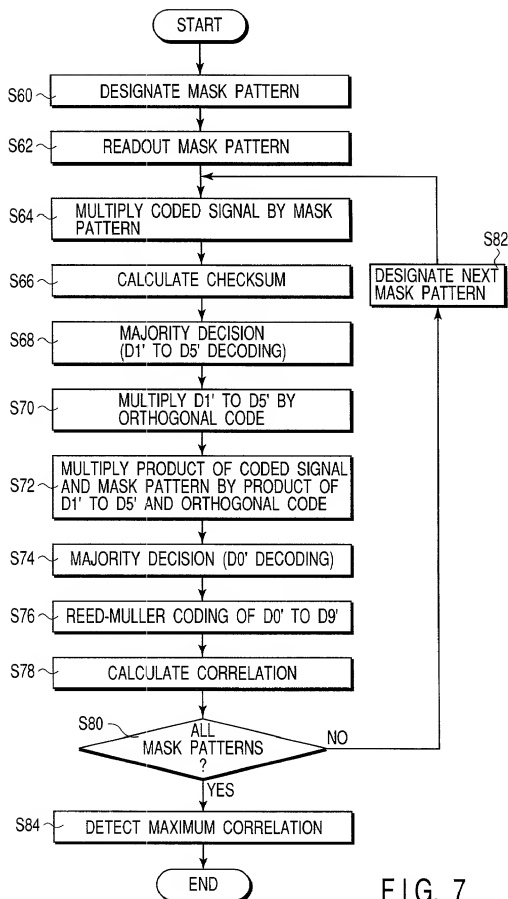 START
S60
DESIGNATE MASK PATTERN
S62
READOUT MASK PATTERN
S64
MULTIPLY CODED SIGNAL BY MASK
PATTERN
S82
DESIGNATE NEXT
MASK PATTERN
S66
CALCULATE CHECKSUM
S68
MAJORITY DECISION
(D1' TO D5' DECODING)
S70
MULTIPLY D1' TO D5' BY
ORTHOGONAL CODE
S72
MULTIPLY PRODUCT OF CODED SIGNAL
AND MASK PATTERN BY PRODUCT OF
D1' TO D5' AND ORTHOGONAL CODE
S74
MAJORITY DECISION (D0' DECODING)
S76
REED-MULLER CODING OF D0' TO D9'
S78
CALCULATE CORRELATION
S80
ALL
MASK PATTERNS
?
NO
YES
S84
DETECT MAXIMUM CORRELATION
END
FIG. 7